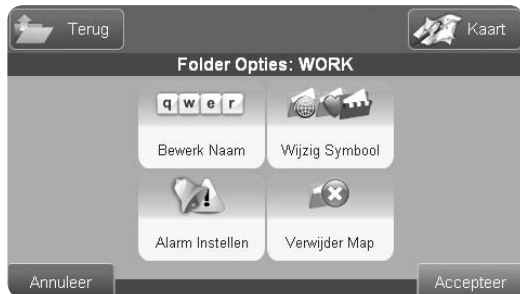 Terug Kaart
Folder Opties: WORK
q w e r
Bewerk Naam Wijzig Symbool
Alarm Instellen Verwijder Map
Annuleer Accepteer